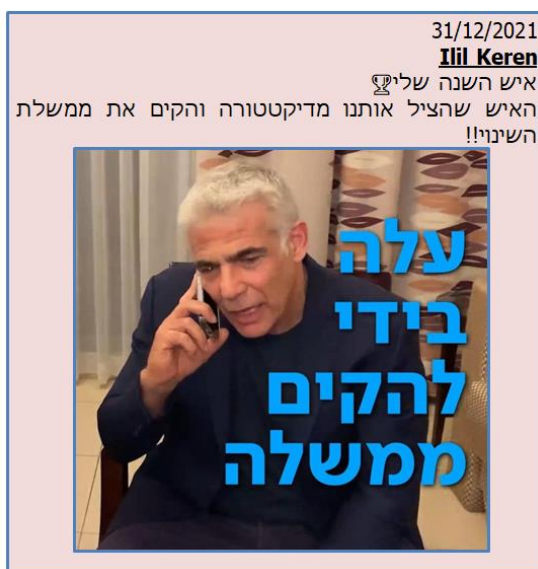 31/12/2021
Ilil Keren
איש השנה שלי🏆
האיש שהציל אותנו מדיקטטורה והקים את ממשלת
השינוי!!
עלה
בידי
להקים
ממשלה